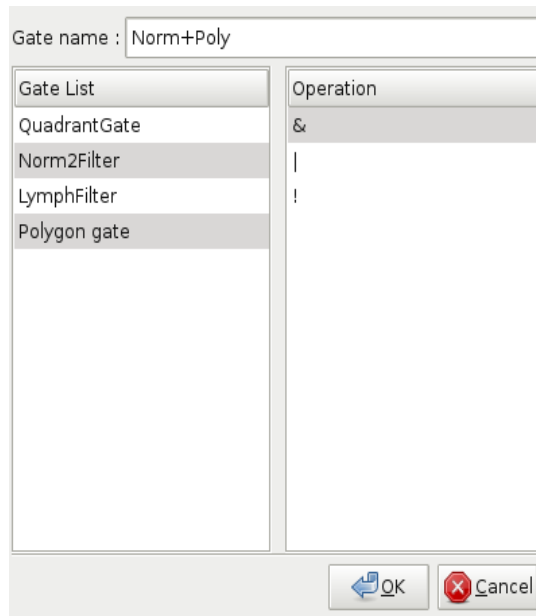 Gate name : Norm+Poly
Gate List
QuadrantGate
Norm2Filter
LymphFilter
Polygon gate
Operation
&
|
!
OK
Cancel